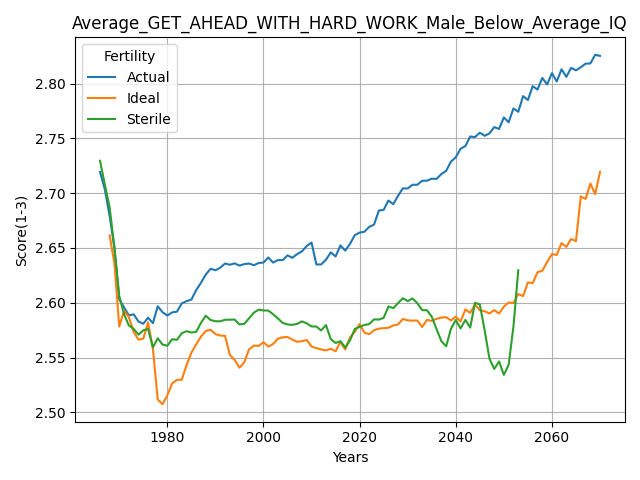 Average_GET_AHEAD_WITH_HARD_WORK_Male_Below_Average_IQ
Fertility
Actual
Ideal
Sterile
Score(1-3)
2.80
2.75
2.70
2.65
2.60
2.55
2.50
1980 2000 2020 2040 2060
Years